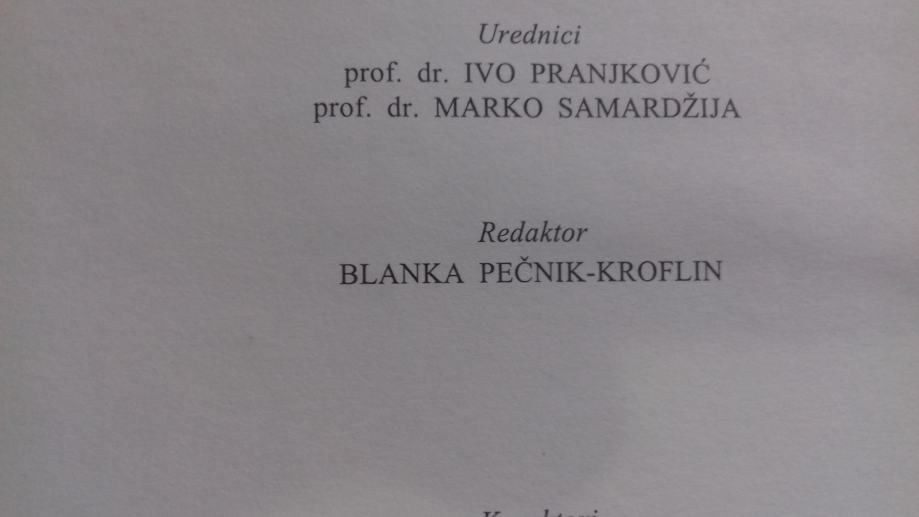 Urednici
prof. dr. IVO PRANJKOVIĆ
prof. dr. MARKO SAMARDŽIJA
Redaktor
BLANKA PEČNIK-KROFLIN